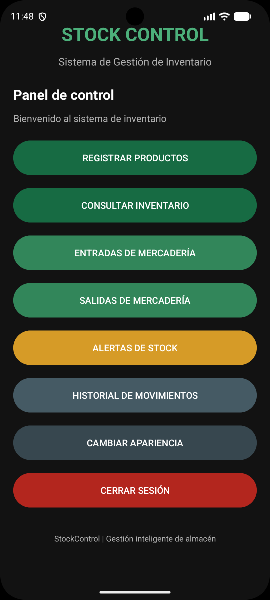 11:48
STOCK CONTROL
Sistema de Gestión de Inventario
Panel de control
Bienvenido al sistema de inventario
REGISTRAR PRODUCTOS
CONSULTAR INVENTARIO
ENTRADAS DE MERCADERÍA
SALIDAS DE MERCADERÍA
ALERTAS DE STOCK
HISTORIAL DE MOVIMIENTOS
CAMBIAR APARIENCIA
CERRAR SESIÓN
StockControl | Gestión inteligente de almacén